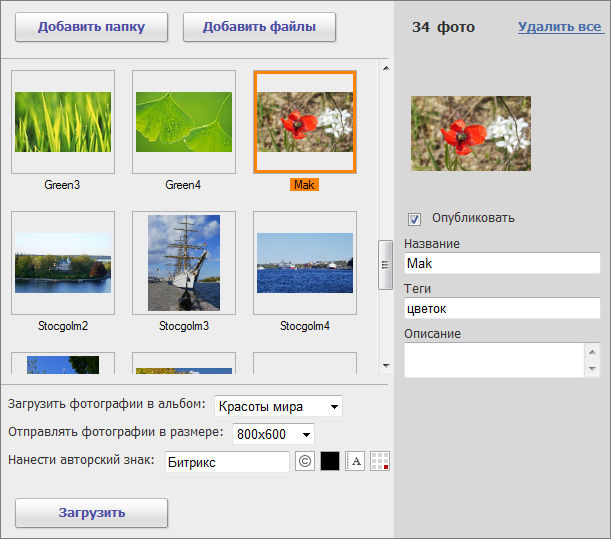 Добавить папку
Добавить файлы
34 фото
Удалить все
Green3
Green4
Mak
Stocgolm2
Stocgolm3
Stocgolm4
Опубликовать
Название
Mak
Теги
цветок
Описание
Загрузить фотографии в альбом: Красоты мира
Отправлять фотографии в размере: 800x600
Нанести авторский знак: Битрикс © A
Загрузить